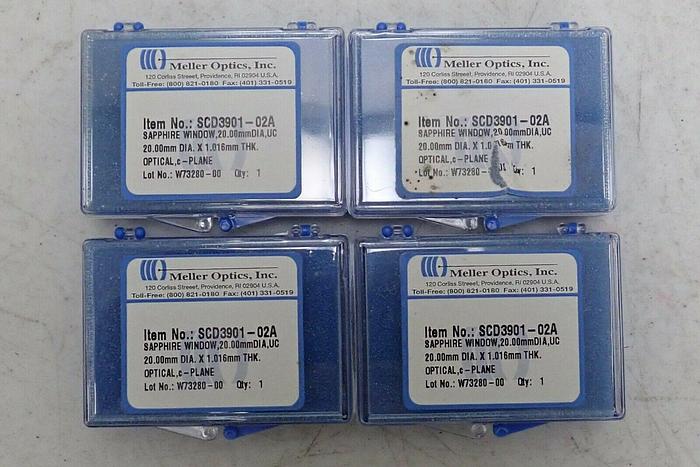 Meller Optics, Inc.
120 Corliss Streeet, Providence, RI 02904 U.S.A.
Toll-Free: (800) 821-0180 Fax: (401) 331-0519
Item No.: SCD3901-02A
SAPPHIRE WINDOW,20.00mmDIA,UC
20.00mm DIA. X 1.016mm THK.
OPTICAL,c-PLANE
Lot No.: W73280-00 Qty: 1
Meller Optics, Inc.
120 Corliss Streeet, Providence, RI 02904 U.S.A.
Toll-Free: (800) 821-0180 Fax: (401) 331-0519
Item No.: SCD3901-02A
SAPPHIRE WINDOW,20.00mmDIA,UC
20.00mm DIA. X THK.
OPTICAL,c-PLANE
Lot No.: W73280- Qty: 1
Meller Optics, Inc.
120 Corliss Streeet, Providence, RI 02904 U.S.A.
Toll-Free: (800) 821-0180 Fax: (401) 331-0519
Item No.: SCD3901-02A
SAPPHIRE WINDOW,20.00mmDIA,UC
20.00mm DIA. X 1.016mm THK.
OPTICAL,c-PLANE
Lot No.: W73280-00 Qty: 1
Meller Optics, Inc.
120 Corliss Streeet, Providence, RI 02904 U.S.A.
Toll-Free: (800) 821-0180 Fax: (401) 331-0519
Item No.: SCD3901-02A
SAPPHIRE WINDOW,20.00mmDIA,UC
20.00mm DIA. X 1.016mm THK.
OPTICAL,c-PLANE
Lot No.: W73280-00 Qty: 1